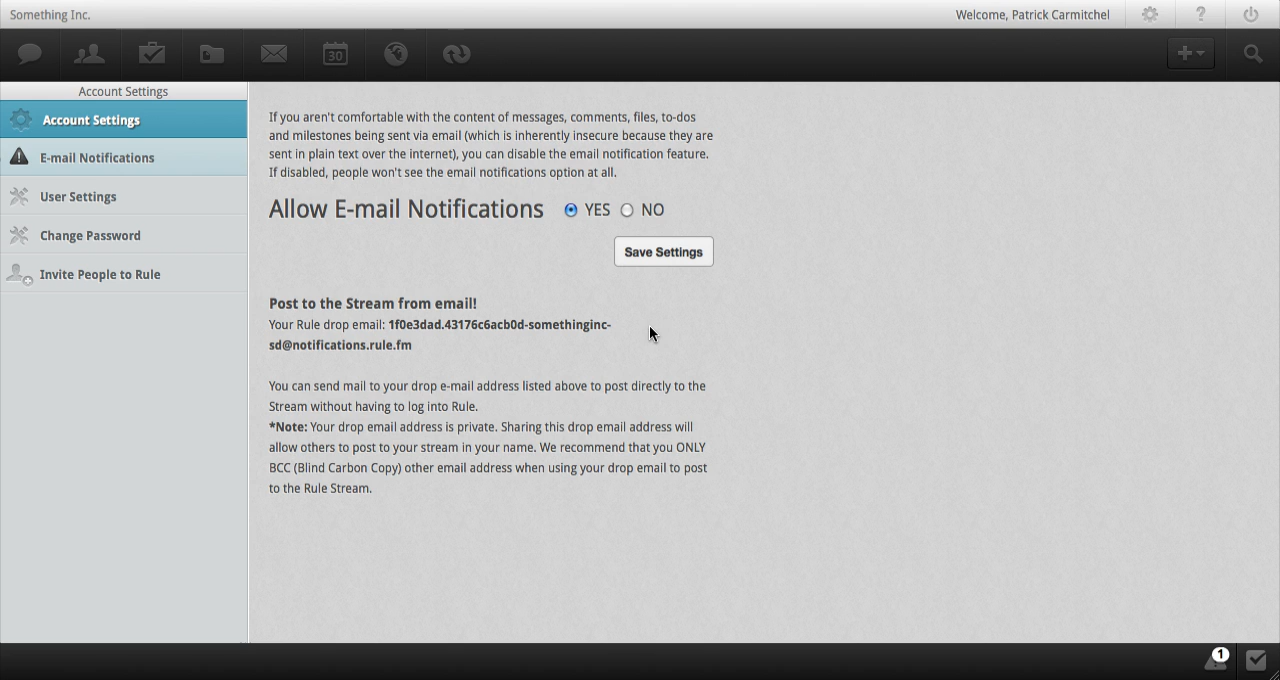 Something Inc.
Welcome, Patrick Carmitchel
?
30
+
Account Settings
Account Settings
E-mail Notifications
User Settings
Change Password
Invite People to Rule
If you aren't comfortable with the content of messages, comments, files, to-dos
and milestones being sent via email (which is inherently insecure because they are
sent in plain text over the internet), you can disable the email notification feature.
If disabled, people won't see the email notifications option at all.
Allow E-mail Notifications YES NO
Save Settings
Post to the Stream from email!
Your Rule drop email: 1f0e3dad.43176c6acb0d-somethinginc-
sd@notifications.rule.fm
You can send mail to your drop e-mail address listed above to post directly to the
Stream without having to log into Rule.
*Note: Your drop email address is private. Sharing this drop email address will
allow others to post to your stream in your name. We recommend that you ONLY
BCC (Blind Carbon Copy) other email address when using your drop email to post
to the Rule Stream.
1